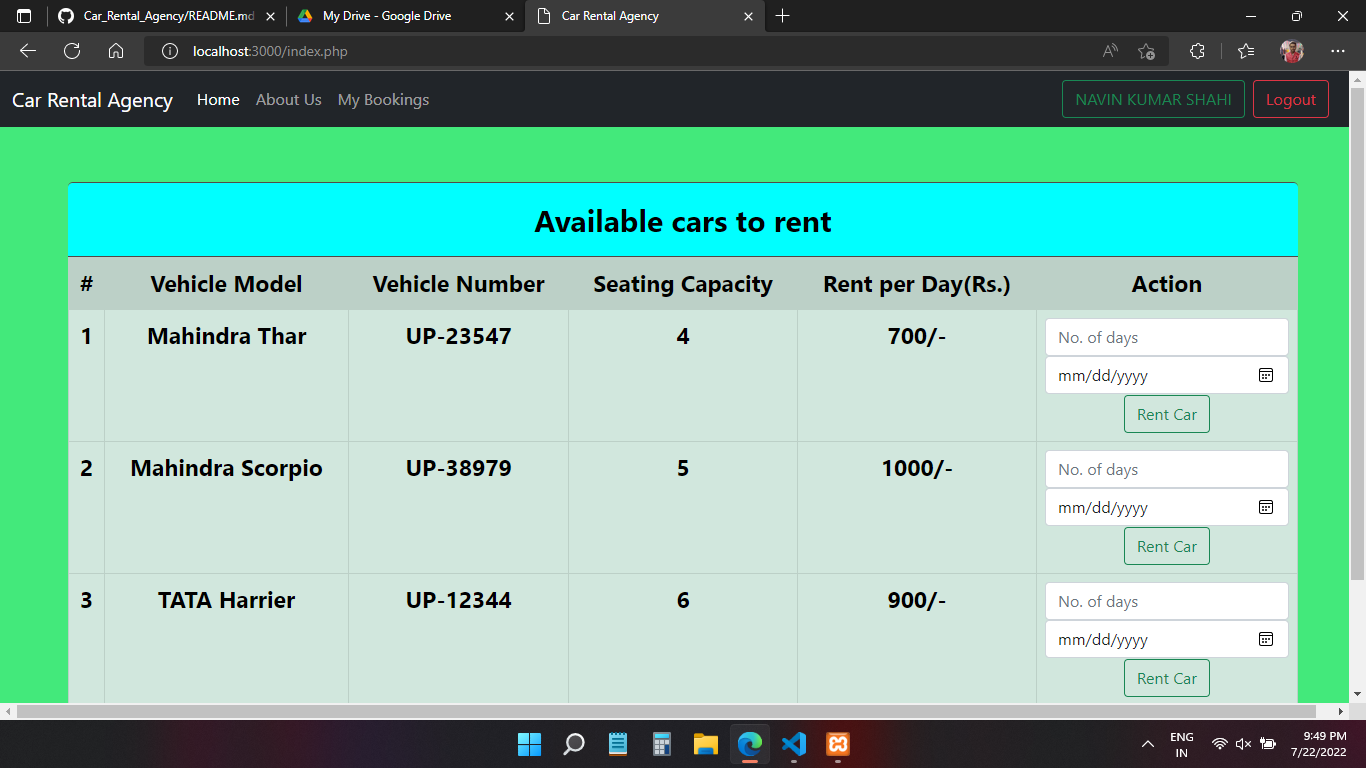 Car_Rental_Agency/README.md
My Drive - Google Drive
Car Rental Agency
localhost:3000/index.php
Car Rental Agency Home About Us My Bookings NAVIN KUMAR SHAHI Logout
Available cars to rent
# Vehicle Model Vehicle Number Seating Capacity Rent per Day(Rs.) Action
1 Mahindra Thar UP-23547 4 700/- No. of days
mm/dd/yyyy
Rent Car
2 Mahindra Scorpio UP-38979 5 1000/- No. of days
mm/dd/yyyy
Rent Car
3 TATA Harrier UP-12344 6 900/- No. of days
mm/dd/yyyy
Rent Car
ENG
IN
9:49 PM
7/22/2022